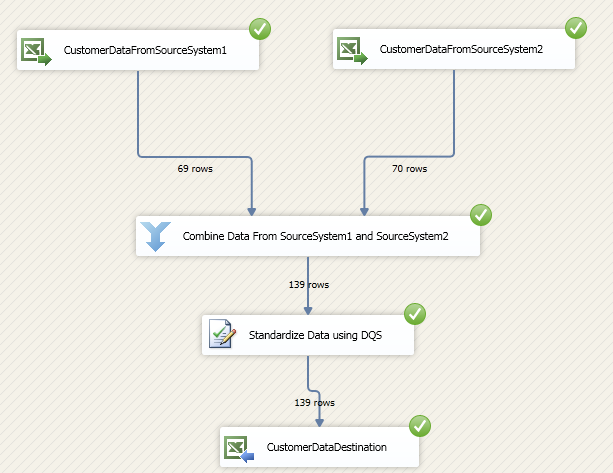 CustomerDataFromSourceSystem1
CustomerDataFromSourceSystem2
69 rows
70 rows
Combine Data From SourceSystem1 and SourceSystem2
139 rows
Standardize Data using DQS
139 rows
CustomerDataDestination